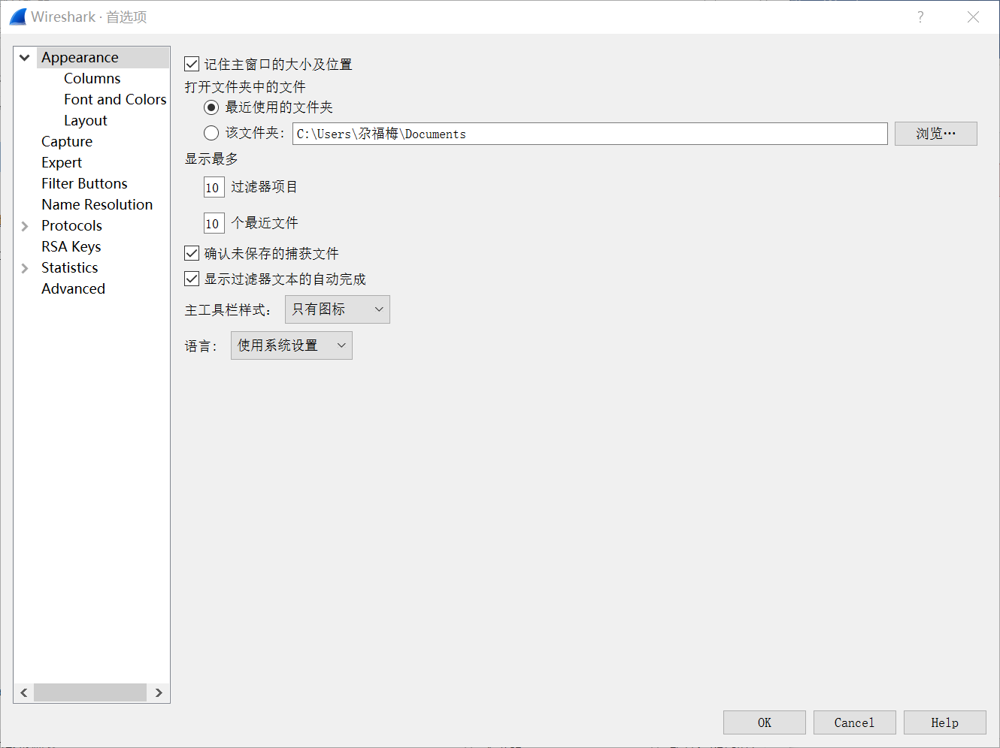 Wireshark · 首选项
?
Appearance
Columns
Font and Colors
Layout
Capture
Expert
Filter Buttons
Name Resolution
Protocols
RSA Keys
Statistics
Advanced
记住主窗口的大小及位置
打开文件夹中的文件
最近使用的文件夹
该文件夹: C:\Users\尕福梅\Documents 浏览…
显示最多
10 过滤器项目
10 个最近文件
确认未保存的捕获文件
显示过滤器文本的自动完成
主工具栏样式: 只有图标
语言: 使用系统设置
OK Cancel Help